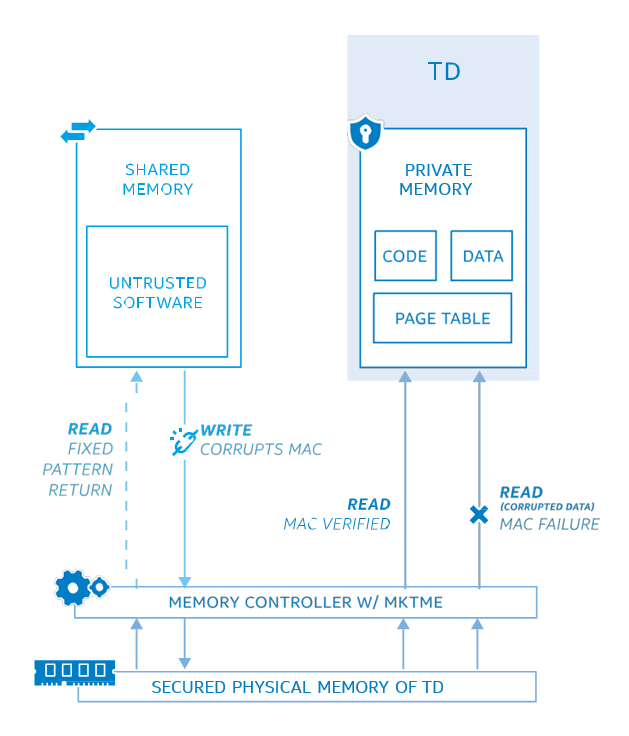 TD
SHARED
MEMORY
UNTRUSTED
SOFTWARE
PRIVATE
MEMORY
CODE
DATA
PAGE TABLE
READ
FIXED
PATTERN
RETURN
WRITE
CORRUPTS MAC
READ
MAC VERIFIED
READ
(CORRUPTED DATA)
MAC FAILURE
MEMORY CONTROLLER W/ MKTME
SECURED PHYSICAL MEMORY OF TD